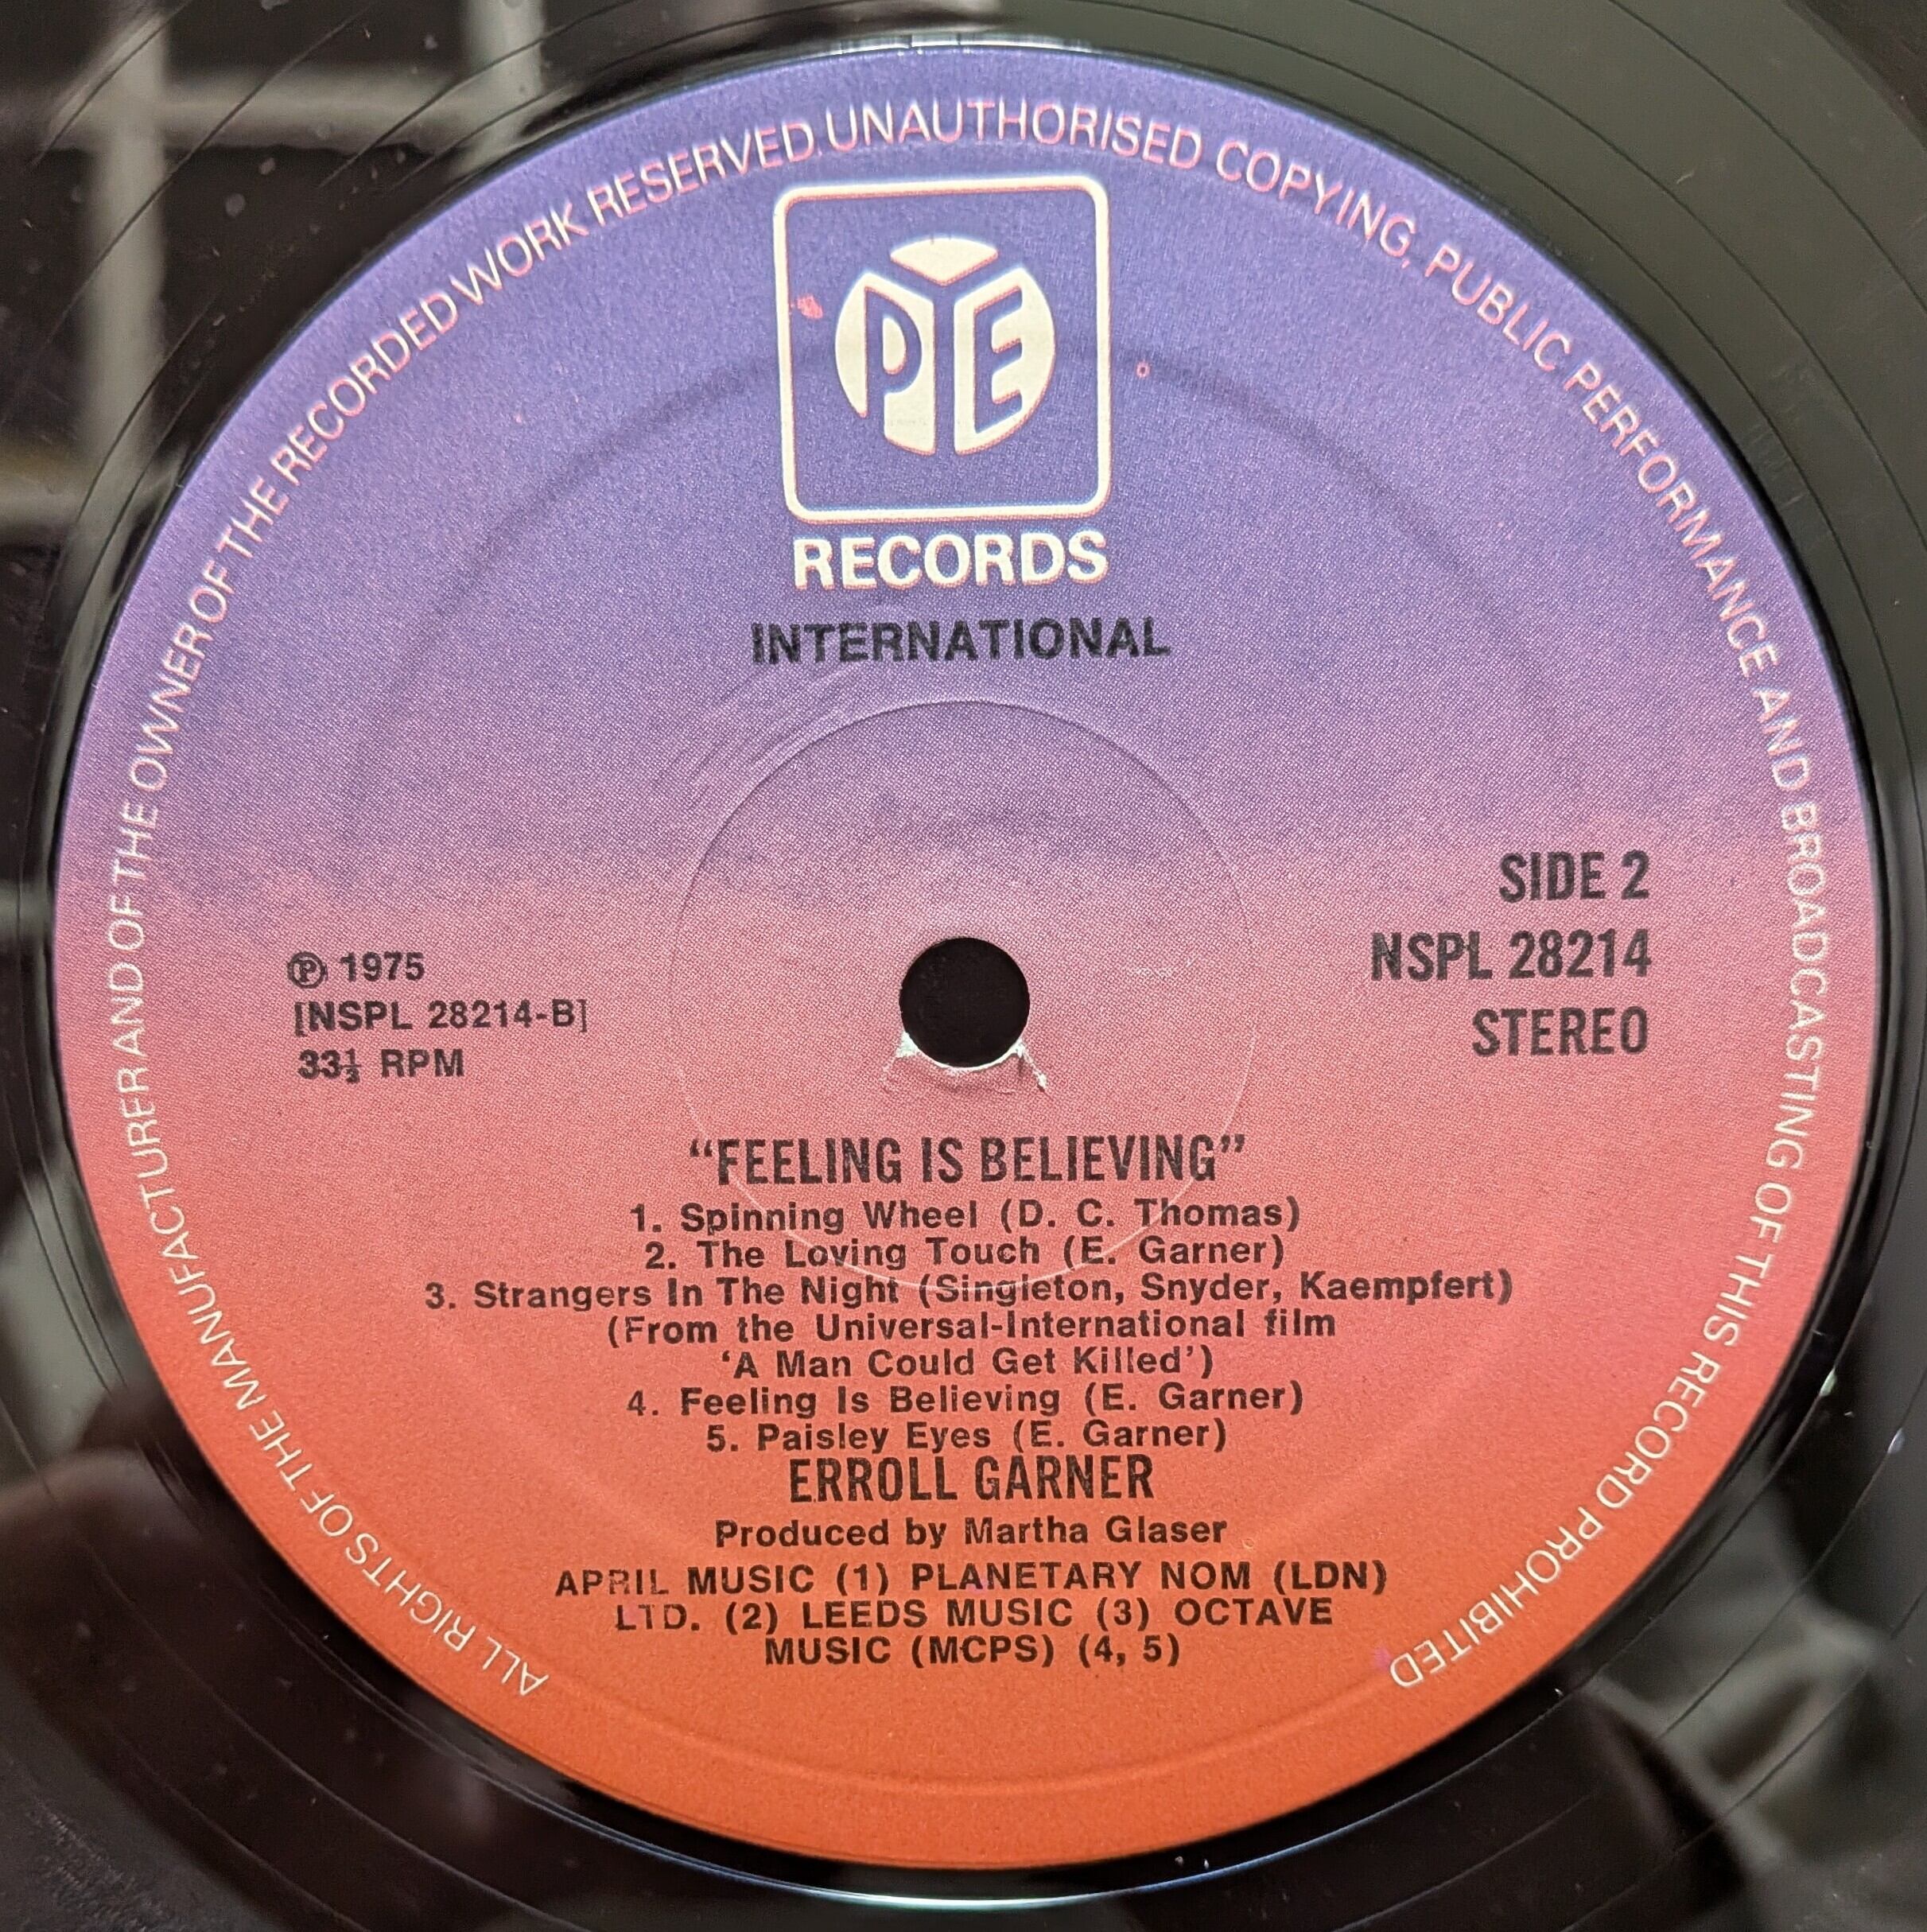 ALL RIGHTS OF THE MANUFACTURER AND OF THE OWNER OF THE RECORDED WORK RESERVED. UNAUTHORISED COPYING, PUBLIC PERFORMANCE AND BROADCASTING OF THIS RECORD PROHIBITED
PYE
RECORDS
INTERNATIONAL
SIDE 2
NSPL 28214
STEREO
℗ 1975
[NSPL 28214-B]
33⅓ RPM
“FEELING IS BELIEVING”
1. Spinning Wheel (D. C. Thomas)
2. The Loving Touch (E. Garner)
3. Strangers In The Night (Singleton, Snyder, Kaempfert)
(From the Universal-International film
‘A Man Could Get Killed’)
4. Feeling Is Believing (E. Garner)
5. Paisley Eyes (E. Garner)
ERROLL GARNER
Produced by Martha Glaser
APRIL MUSIC (1) PLANETARY NOM (LDN)
LTD. (2) LEEDS MUSIC (3) OCTAVE
MUSIC (MCPS) (4, 5)